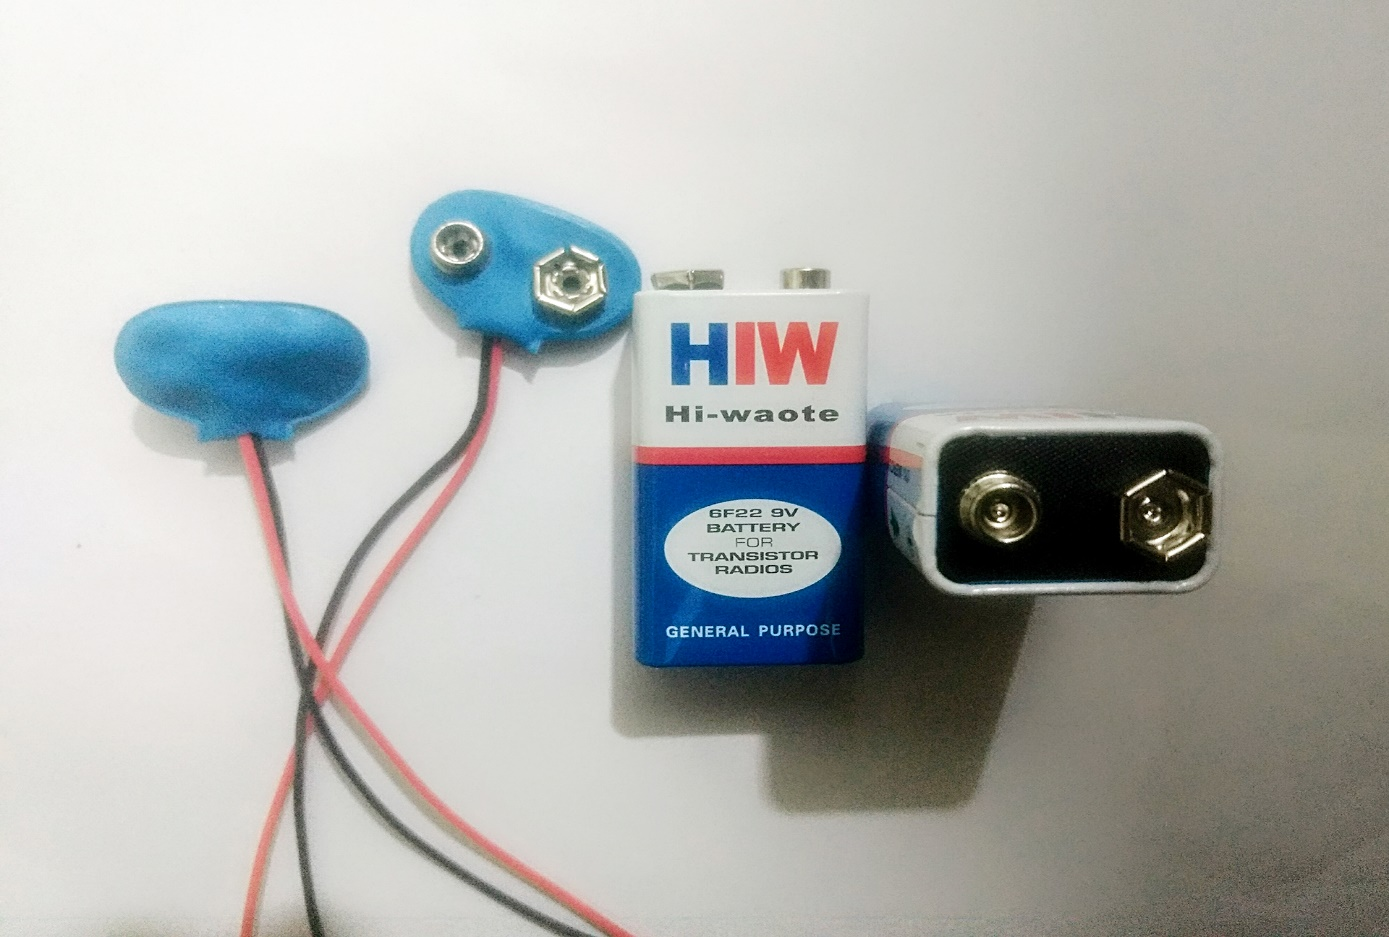 HIW
Hi-waote
6F22 9V
BATTERY
FOR
TRANSISTOR
RADIOS
GENERAL PURPOSE